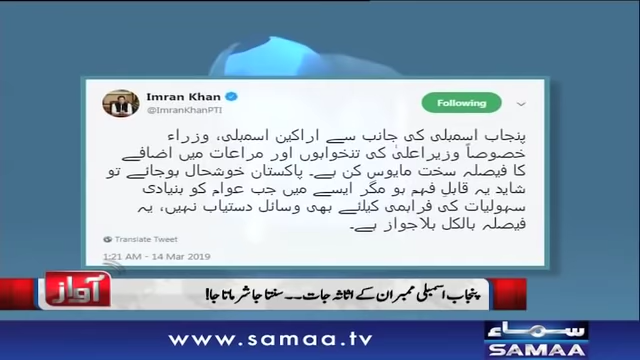 Imran Khan
@ImranKhanPTI
Following
پنجاب اسمبلی کی جانب سے اراکین اسمبلی، وزراء
خصوصاً وزیراعلیٰ کی تنخواہوں اور مراعات میں اضافے
کا فیصلہ سخت مایوس کن ہے۔ پاکستان خوشحال ہوجائے تو
شاید یہ قابلِ فہم ہو مگر ایسے میں جب عوام کو بنیادی
سہولیات کی فراہمی کیلئے بھی وسائل دستیاب نہیں، یہ
فیصلہ بالکل بلاجواز ہے۔
Translate Tweet
1:21 AM - 14 Mar 2019
آواز
پنجاب اسمبلی ممبران کے اثاثہ جات۔۔۔سنتا جا شرماتا جا!
www.samaa.tv
سماء
SAMAA